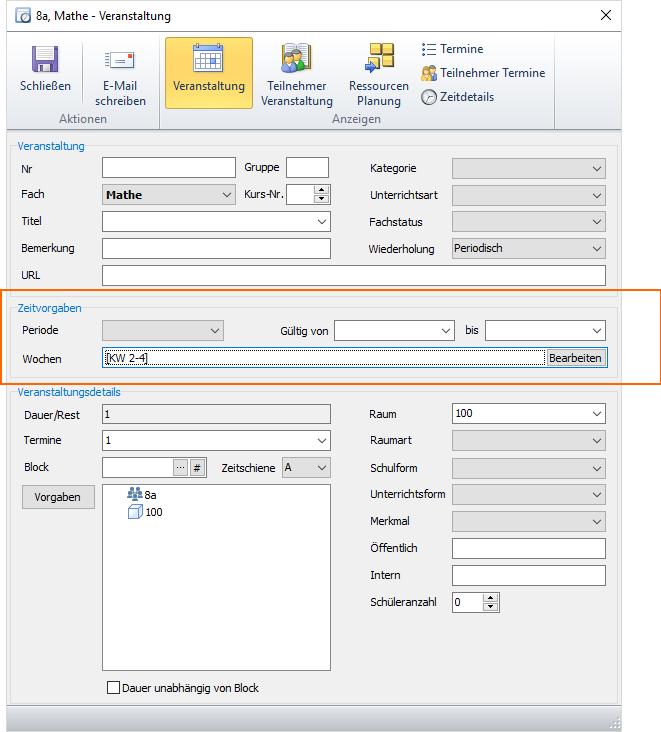 8a, Mathe - Veranstaltung
Schließen
E-Mail
schreiben
Aktionen
Veranstaltung
Teilnehmer
Veranstaltung
Ressourcen
Planung
Termine
Teilnehmer Termine
Zeitdetails
Anzeigen
Veranstaltung
Nr
Gruppe
Kategorie
Fach Mathe
Kurs-Nr.
Unterrichtsart
Titel
Fachstatus
Bemerkung
Wiederholung Periodisch
URL
Zeitvorgaben
Periode
Gültig von
bis
Wochen [KW 2-4] Bearbeiten
Veranstaltungsdetails
Dauer/Rest 1
Raum 100
Termine 1
Raumart
Block ... #
Zeitschiene A
Schulform
Vorgaben
8a
100
Unterrichtsform
Merkmal
Öffentlich
Intern
Schüleranzahl 0
Dauer unabhängig von Block